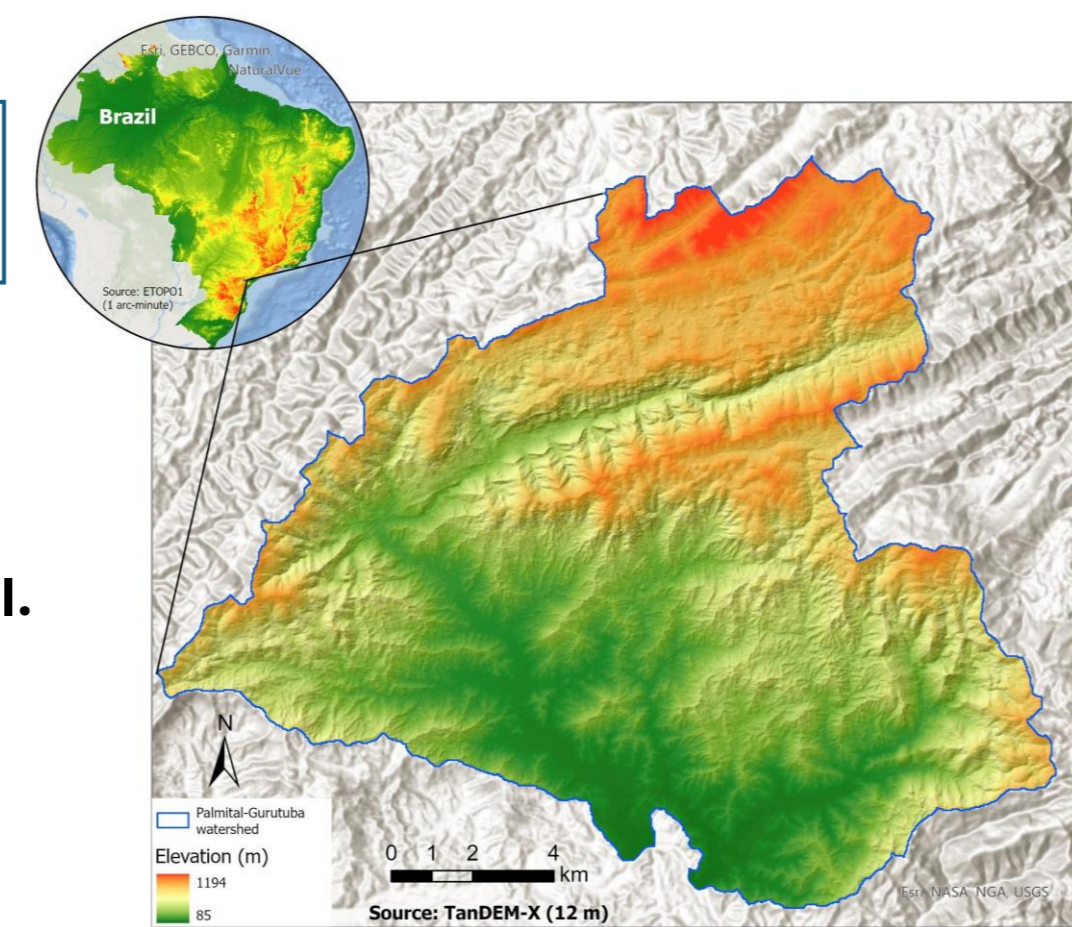 Esri, GEBCO, Garmin,
NaturalVue
Brazil
Source: ETOPO1
(1 arc-minute)
l.
N
Palmital-Gurutuba
watershed
Elevation (m)
1194
85
0 1 2 4
km
Source: TanDEM-X (12 m)
Esri, NASA, NGA, USGS